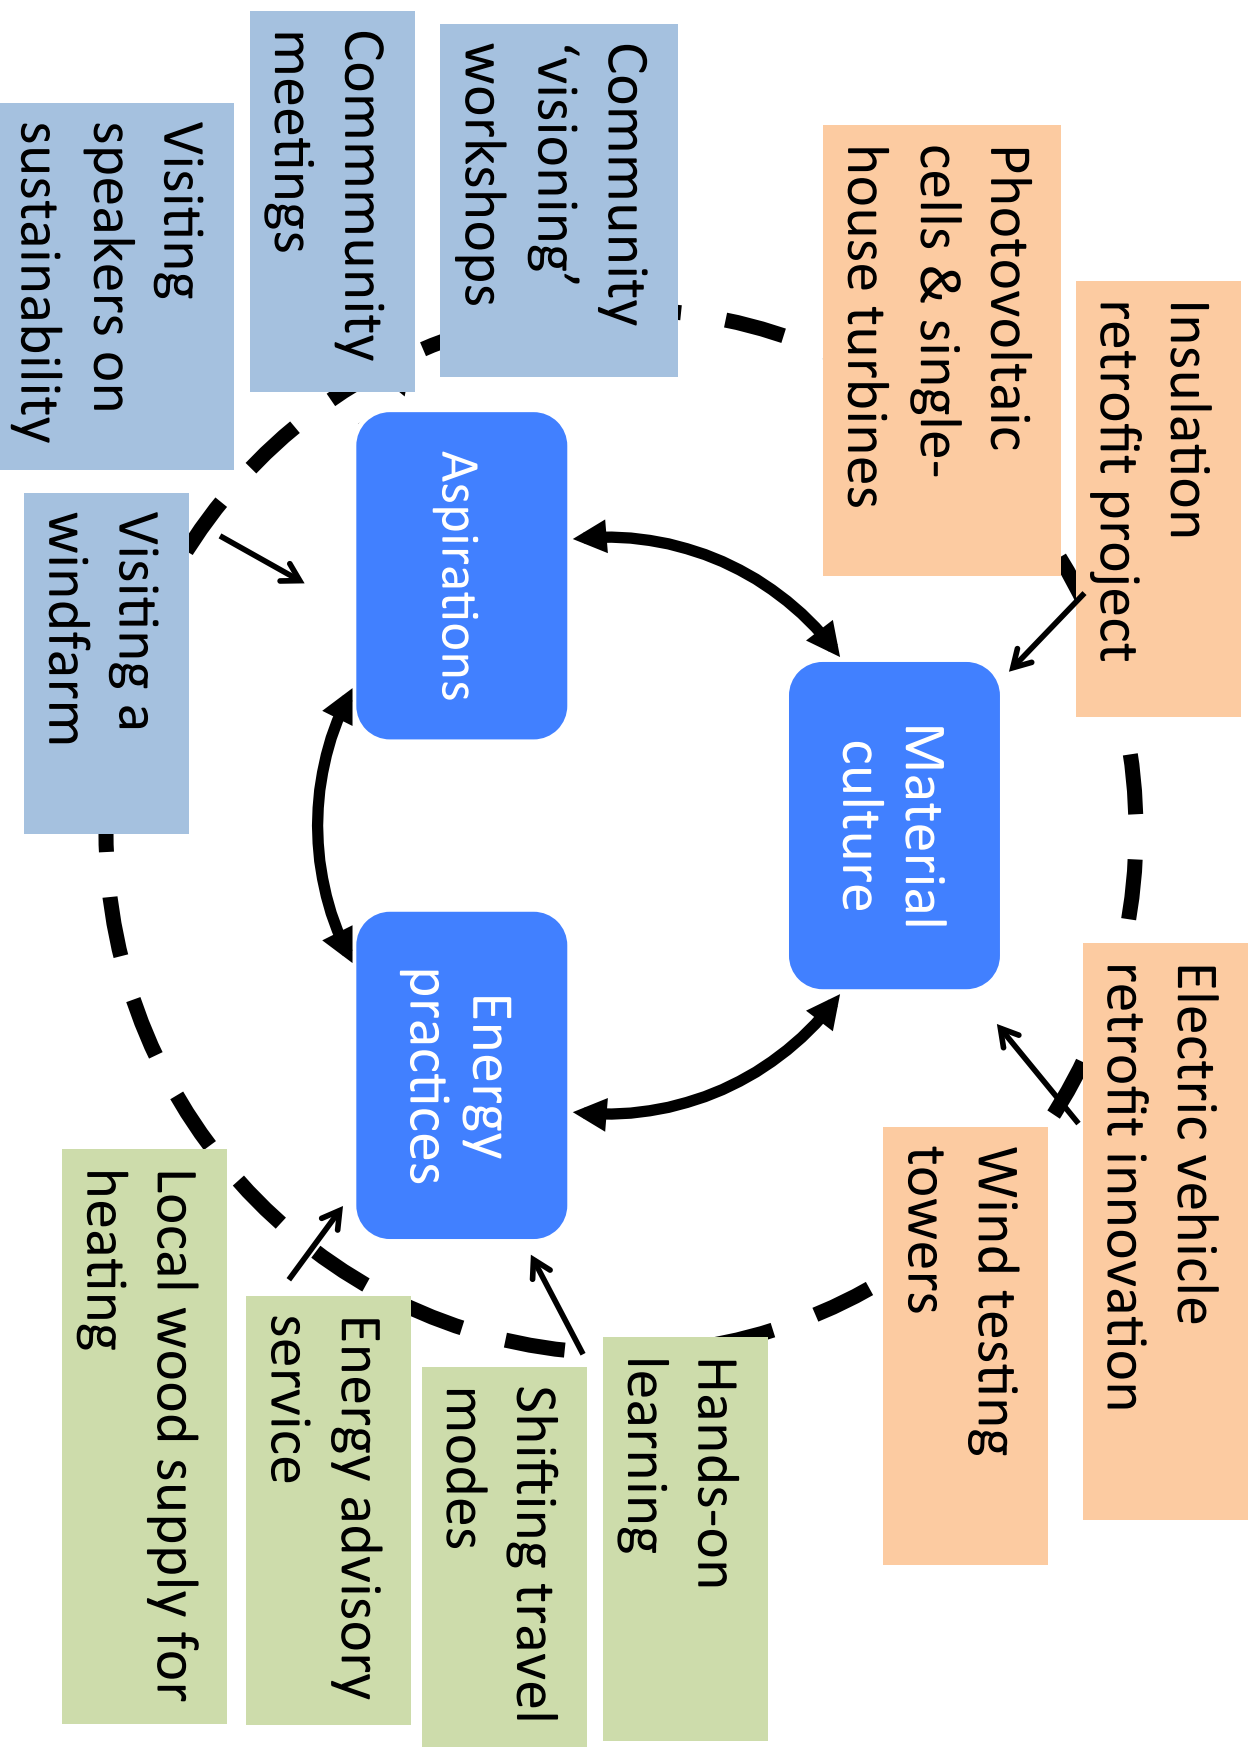 Insulation
retrofit project
Electric vehicle
retrofit innovation
Photovoltaic
cells & single-
house turbines
Wind testing
towers
Material
culture
Community
‘visioning’
workshops
Hands-on
learning
Aspirations
Energy
practices
Commmunity
meetings
Shifting travel
modes
Visiting
speakers on
sustainability
Energy advisory
service
Visiting a
windfarm
Local wood supply for
heating